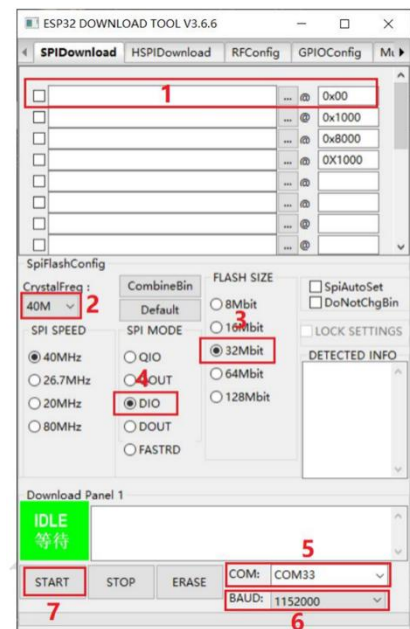 ESP32 DOWNLOAD TOOL V3.6.6
SPIDownload HSPIDownload RFConfig GPIOConfig
1 ... @ 0x00
... @ 0x1000
... @ 0x8000
... @ 0X1000
... @
... @
... @
... @
SpiFlashConfig
CrystalFreq :
40M 2
CombineBin
Default
SPI SPEED
40MHz
26.7MHz
20MHz
80MHz
SPI MODE
QIO
4
DIO
DOUT
FASTRD
FLASH SIZE
8Mbit
16Mbit
3
32Mbit
64Mbit
128Mbit
SpiAutoSet
DoNotChgBin
LOCK SETTINGS
DETECTED INFO
Download Panel 1
IDLE
等待
5
START STOP ERASE
COM: COM33
BAUD: 1152000
7
6